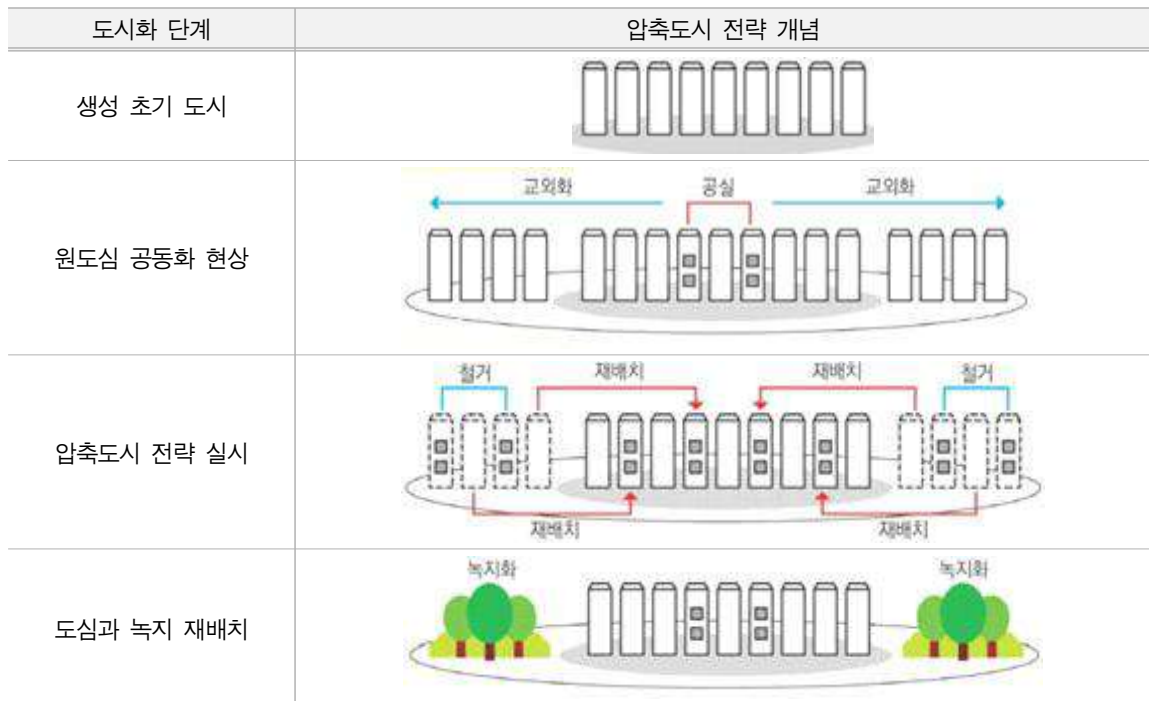 도시화 단계
압축도시 전략 개념
생성 초기 도시
원도심 공동화 현상
교외화
공실
교외화
압축도시 전략 실시
철거
재배치
재배치
철거
재배치
재배치
도심과 녹지 재배치
녹지화
녹지화